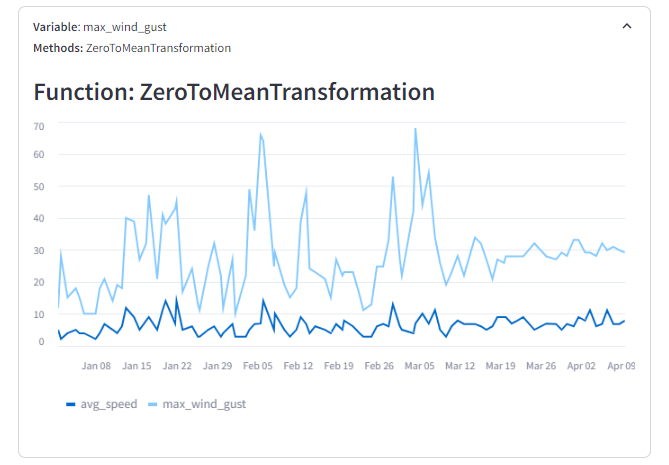 Variable: max_wind_gust
Methods: ZeroToMeanTransformation
Function: ZeroToMeanTransformation
70
60
50
40
30
20
10
0
Jan 08 Jan 15 Jan 22 Jan 29 Feb 05 Feb 12 Feb 19 Feb 26 Mar 05 Mar 12 Mar 19 Mar 26 Apr 02 Apr 09
avg_speed max_wind_gust